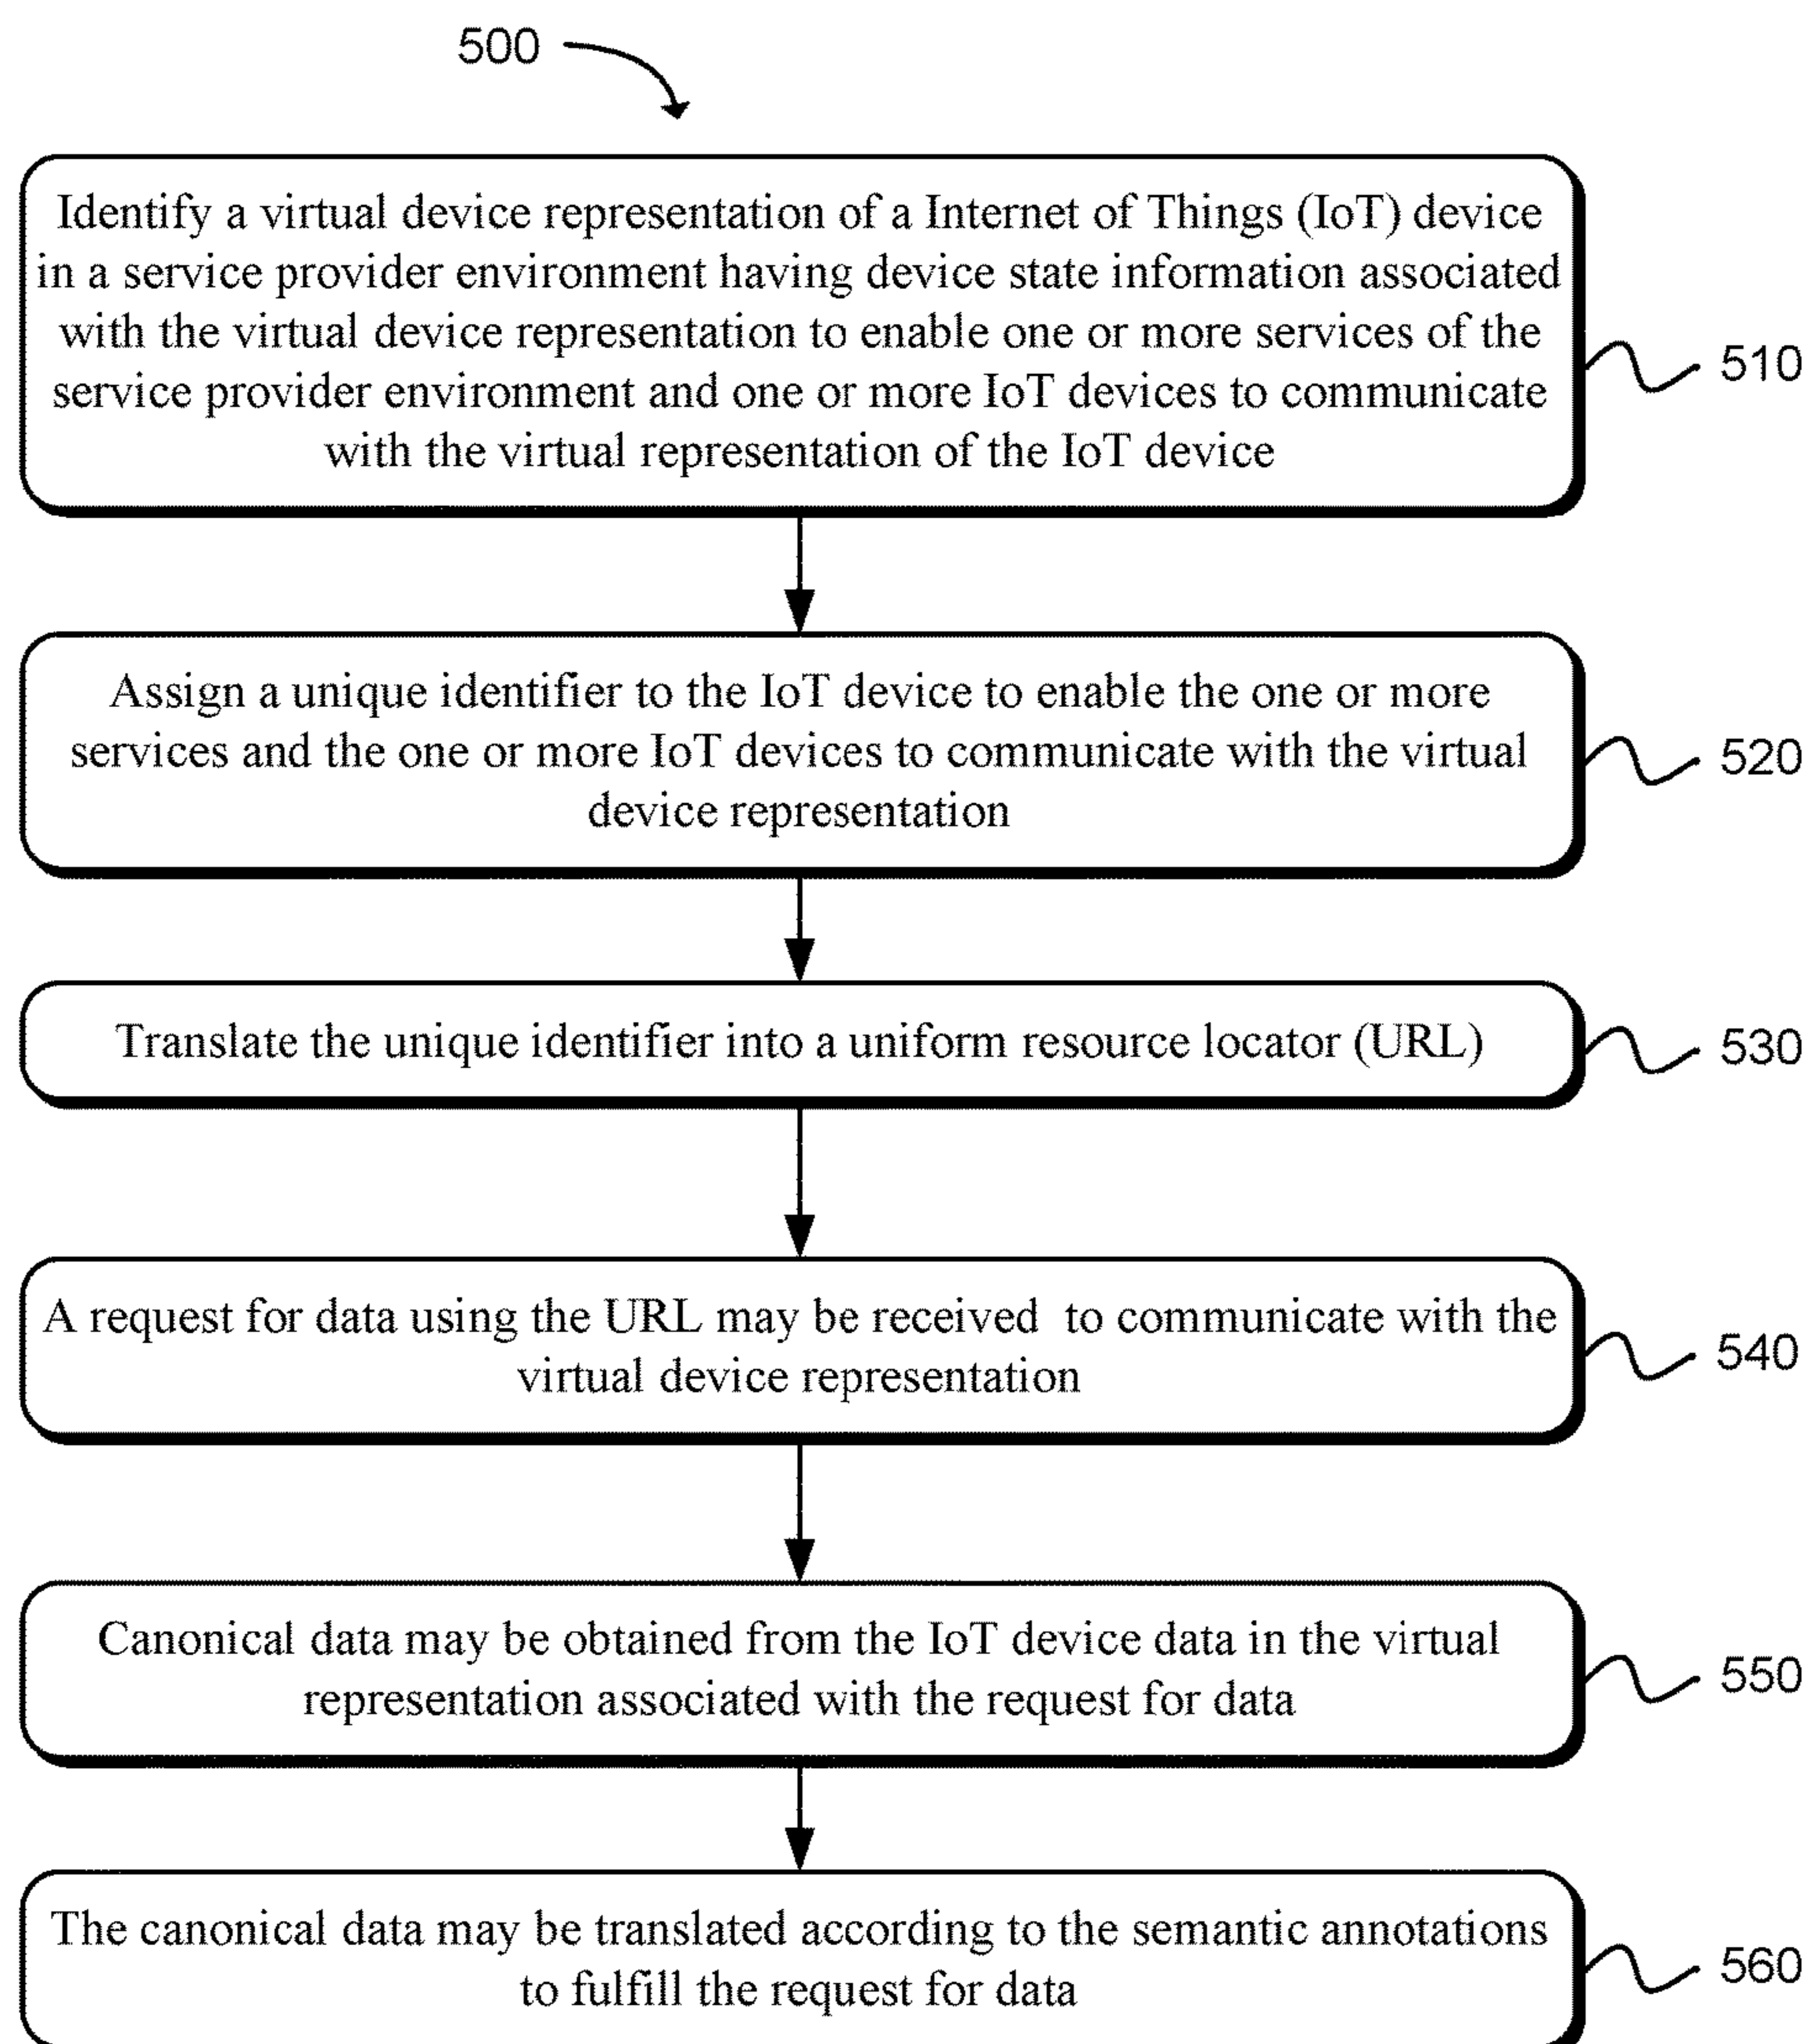 500
Identify a virtual device representation of a Internet of Things (IoT) device
in a service provider environment having device state information associated
with the virtual device representation to enable one or more services of the
service provider environment and one or more IoT devices to communicate
with the virtual representation of the IoT device
510
Assign a unique identifier to the IoT device to enable the one or more
services and the one or more IoT devices to communicate with the virtual
device representation
520
Translate the unique identifier into a uniform resource locator (URL)
530
A request for data using the URL may be received to communicate with the
virtual device representation
540
Canonical data may be obtained from the IoT device data in the virtual
representation associated with the request for data
550
The canonical data may be translated according to the semantic annotations
to fulfill the request for data
560